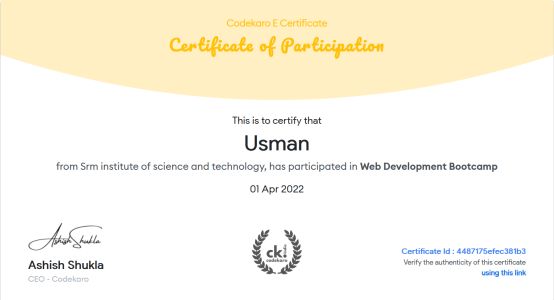 Codekaro E Certificate
Certificate of Participation
This is to certify that
Usman
from Srm institute of science and technology, has participated in Web Development Bootcamp
01 Apr 2022
Ashish Shukla
Ashish Shukla
CEO - Codekaro
ck!
codekaro
Certificate Id : 4487175efec381b3
Verify the authenticity of this certificate
using this link